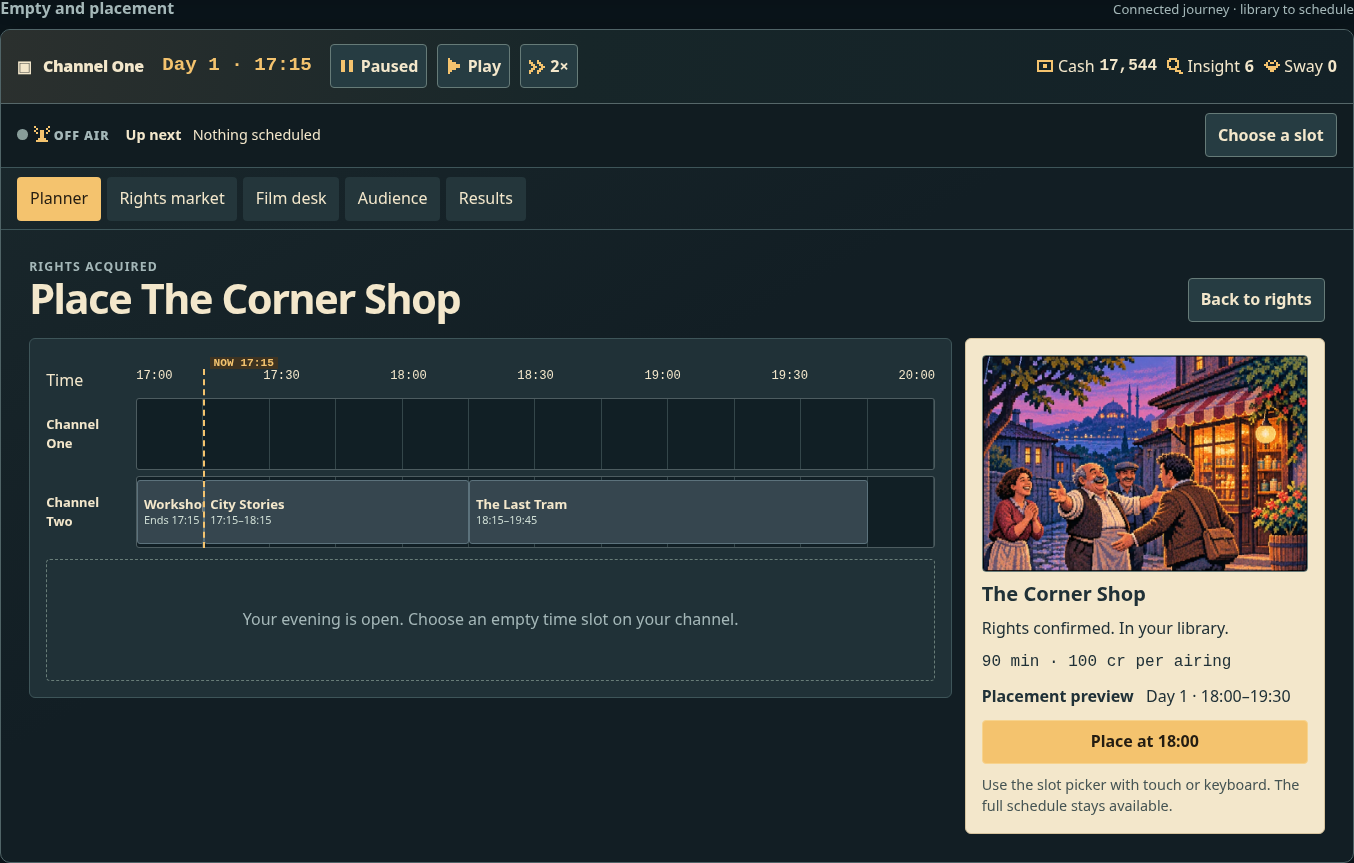 Empty and placement
Connected journey · library to schedule
Channel One Day 1 · 17:15 Paused Play 2× Cash 17,544 Insight 6 Sway 0
OFF AIR Up next Nothing scheduled Choose a slot
Planner Rights market Film desk Audience Results
RIGHTS ACQUIRED
Place The Corner Shop
Back to rights
NOW 17:15
Time 17:00 17:30 18:00 18:30 19:00 19:30 20:00
Channel
One
Channel
Two
Worksho
Ends 17:15
City Stories
17:15–18:15
The Last Tram
18:15–19:45
Your evening is open. Choose an empty time slot on your channel.
The Corner Shop
Rights confirmed. In your library.
90 min · 100 cr per airing
Placement preview Day 1 · 18:00–19:30
Place at 18:00
Use the slot picker with touch or keyboard. The
full schedule stays available.